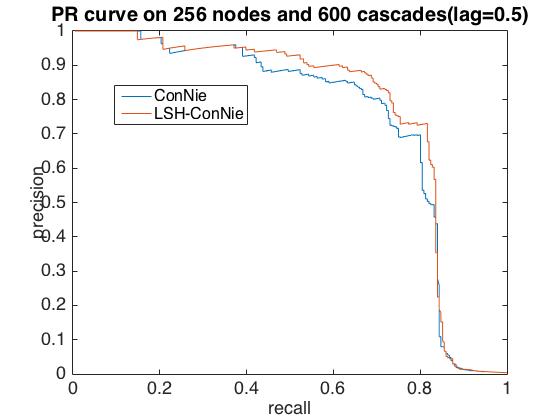 PR curve on 256 nodes and 600 cascades(lag=0.5)
1
0.9
0.8
0.7
0.6
0.5
0.4
0.3
0.2
0.1
0
precision
ConNie
LSH-ConNie
0 0.2 0.4 0.6 0.8 1
recall